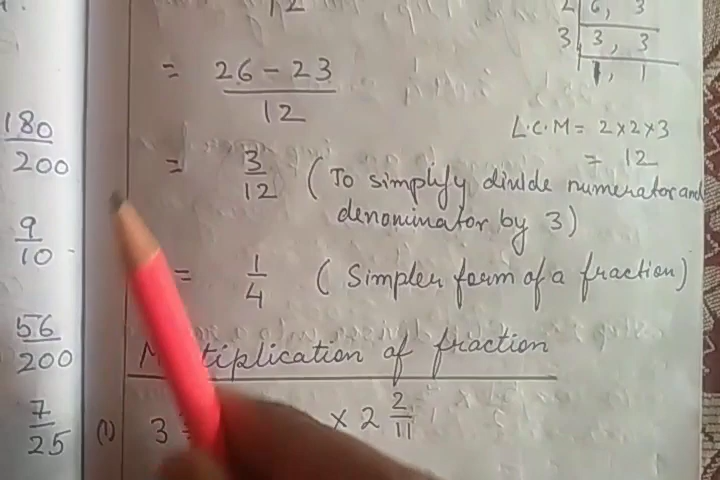 12
2 6, 3
3 3, 3
1, 1
= 26 - 23
12
L.C.M = 2×2×3
= 12
= 3/12 (To simplify divide numerator and
denominator by 3)
= 1/4 (Simpler form of a fraction)
tiplication of fraction
(1) 3 × 2 2/11
180/200
9/10
56/200
7/25